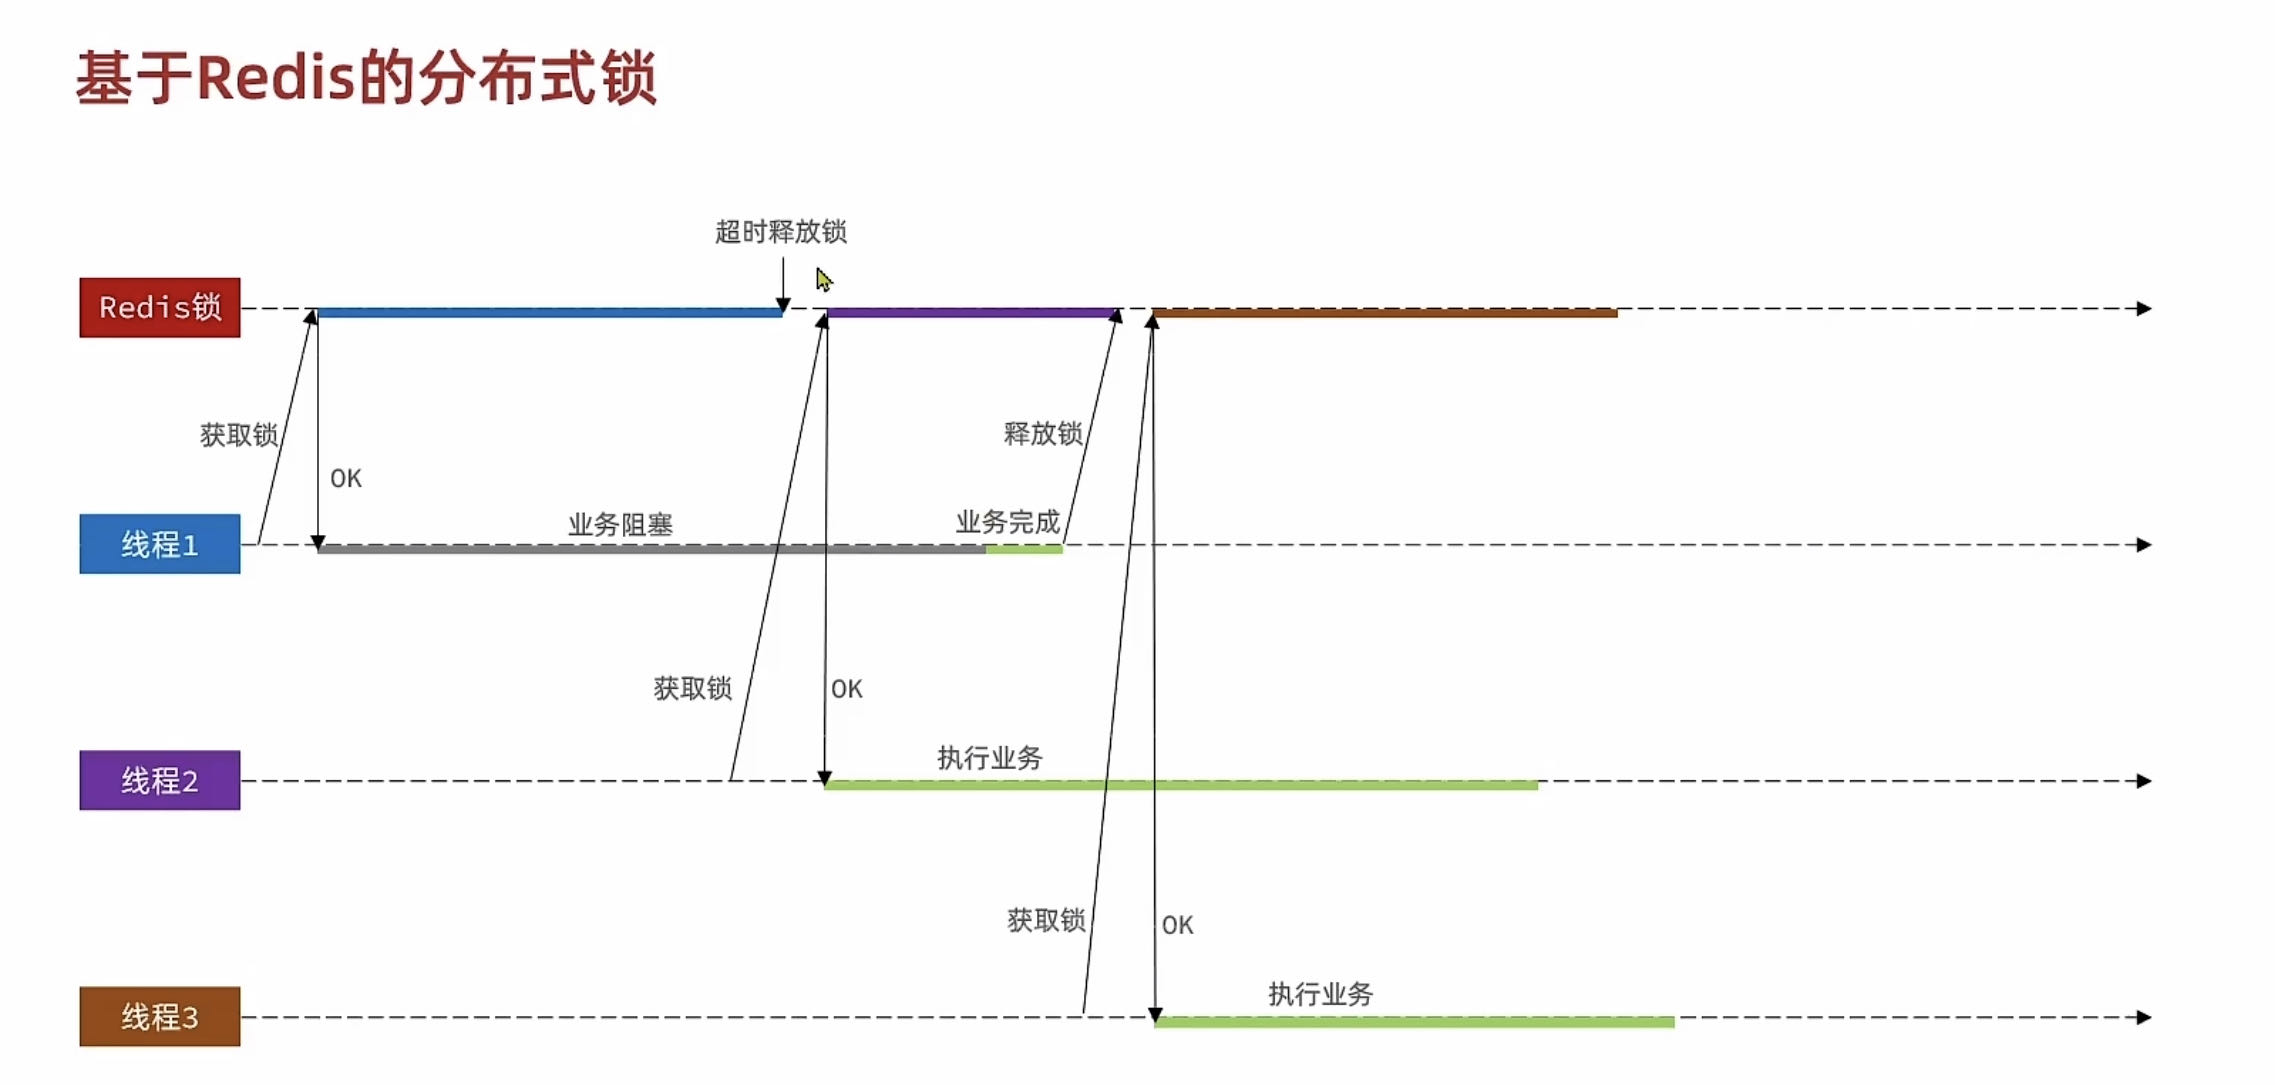 基于Redis的分布式锁
超时释放锁
Redis锁
获取锁
释放锁
OK
业务阻塞
业务完成
线程1
获取锁
OK
执行业务
线程2
获取锁
OK
执行业务
线程3